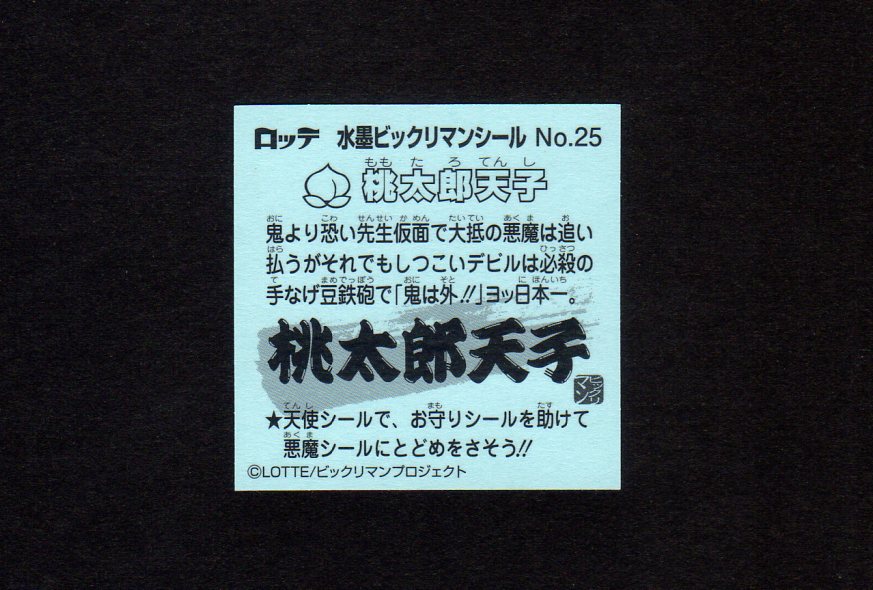 ロッテ 水墨ビックリマンシール No.25
もも た ろ てん し
桃太郎天子
おに こわ せんせい か めん たいてい あく ま お
鬼より恐い先生仮面で大抵の悪魔は追い
はら ひっさつ
払うがそれでもしつこいデビルは必殺の
て まめでっぽう おに そと に ほんいち
手なげ豆鉄砲で「鬼は外!!」ヨッ日本一。
桃太郎天子
ビックリマン
てん し まも たす
★天使シールで、お守りシールを助けて
あく ま
悪魔シールにとどめをさそう!!
©LOTTE/ビックリマンプロジェクト